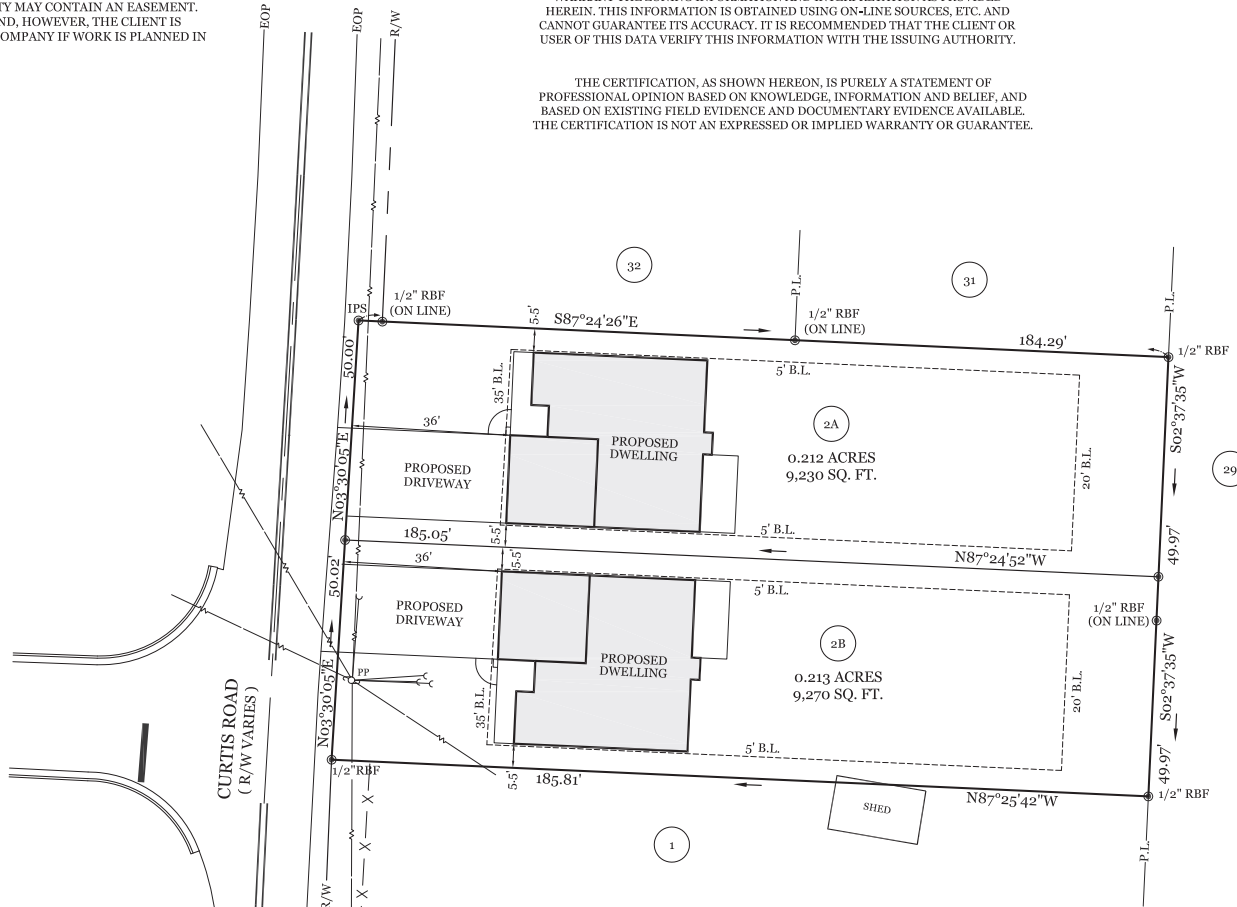 TY MAY CONTAIN AN EASEMENT.
ND, HOWEVER, THE CLIENT IS
OMPANY IF WORK IS PLANNED IN
HEREIN. THIS INFORMATION IS OBTAINED USING ON-LINE SOURCES, ETC. AND
CANNOT GUARANTEE ITS ACCURACY. IT IS RECOMMENDED THAT THE CLIENT OR
USER OF THIS DATA VERIFY THIS INFORMATION WITH THE ISSUING AUTHORITY.
THE CERTIFICATION, AS SHOWN HEREON, IS PURELY A STATEMENT OF
PROFESSIONAL OPINION BASED ON KNOWLEDGE, INFORMATION AND BELIEF, AND
BASED ON EXISTING FIELD EVIDENCE AND DOCUMENTARY EVIDENCE AVAILABLE.
THE CERTIFICATION IS NOT AN EXPRESSED OR IMPLIED WARRANTY OR GUARANTEE.
EOP
EOP
R/W
32
31
P.L.
P.L.
IPS
1/2" RBF
(ON LINE)
5.5'
S87°24'26"E
1/2" RBF
(ON LINE)
184.29'
1/2" RBF
50.00'
N03°30'05"E
35' B.L.
5' B.L.
36'
PROPOSED
DRIVEWAY
PROPOSED
DWELLING
2A
0.212 ACRES
9,230 SQ. FT.
20' B.L.
S02°37'35"W
49.97'
29
5' B.L.
5.5'
185.05'
N87°24'52"W
5.5'
36'
50.02'
N03°30'05"E
5' B.L.
PROPOSED
DRIVEWAY
PROPOSED
DWELLING
2B
0.213 ACRES
9,270 SQ. FT.
1/2" RBF
(ON LINE)
20' B.L.
S02°37'35"W
49.97'
PP
35' B.L.
5' B.L.
CURTIS ROAD
( R/W VARIES )
1/2"RBF
5.5'
185.81'
N87°25'42"W
1/2" RBF
SHED
1
X
X
X
X
R/W
P.L.